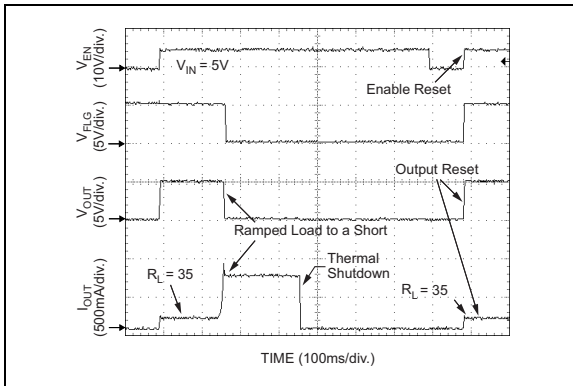 V_EN
(10V/div.)
V_IN = 5V
Enable Reset
V_FLG
(5V/div.)
Output Reset
V_OUT
(5V/div.)
Ramped Load to a Short
Thermal
Shutdown
R_L = 35
R_L = 35
I_OUT
(500mA/div.)
TIME (100ms/div.)